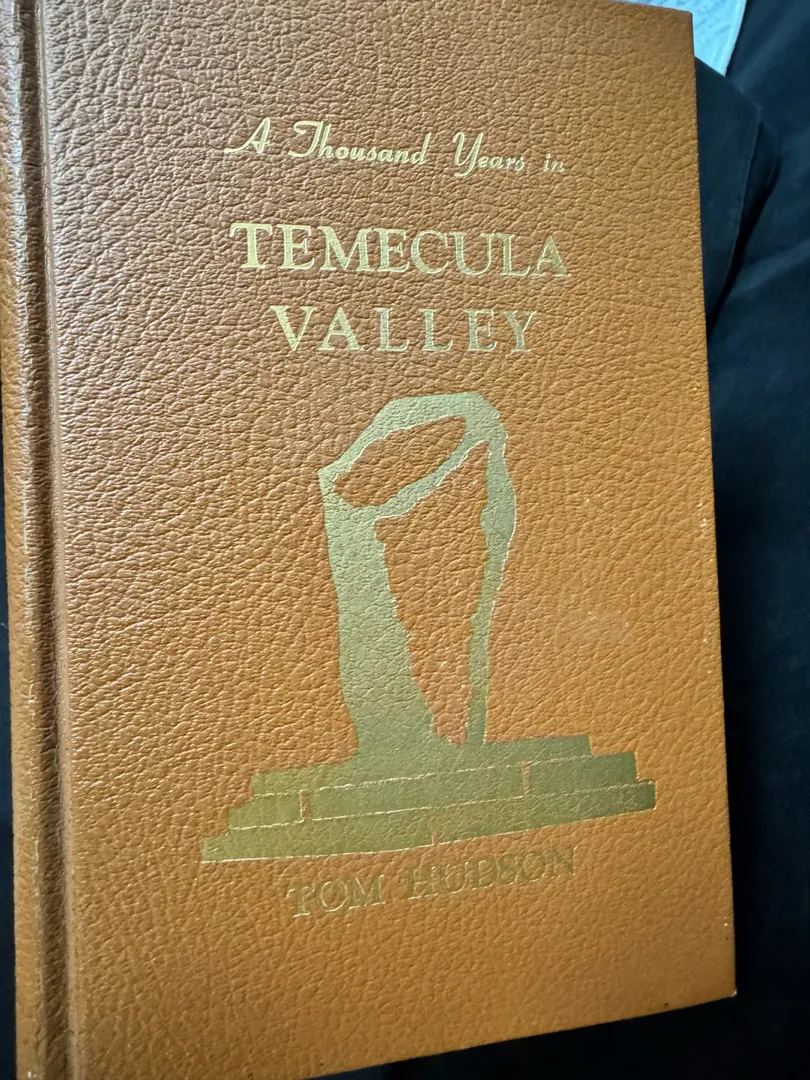 A Thousand Years in
TEMECULA
VALLEY
TOM HUDSON